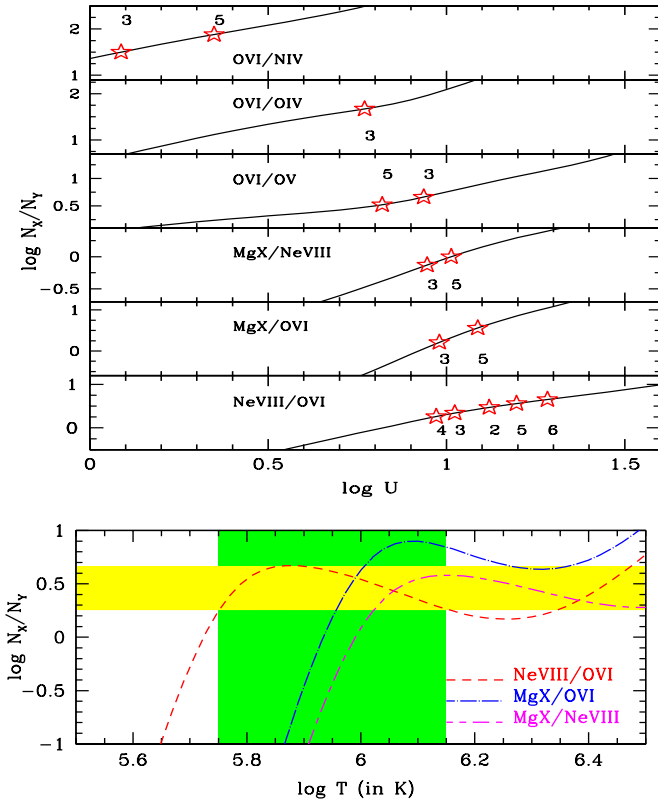 3 5
2
OVI/NIV
1
2
OVI/OIV
1
3
5 3
OVI/OV
0.5
MgX/NeVIII
0
−0.5
3 5
1
MgX/OVI
0
3 5
1
NeVIII/OVI
0
4 3 2 5 6
log N_X/N_Y
0 0.5 1 1.5
log U
1
0.5
0
−0.5
−1
log N_X/N_Y
NeVIII/OVI
MgX/OVI
MgX/NeVIII
5.6 5.8 6 6.2 6.4
log T (in K)